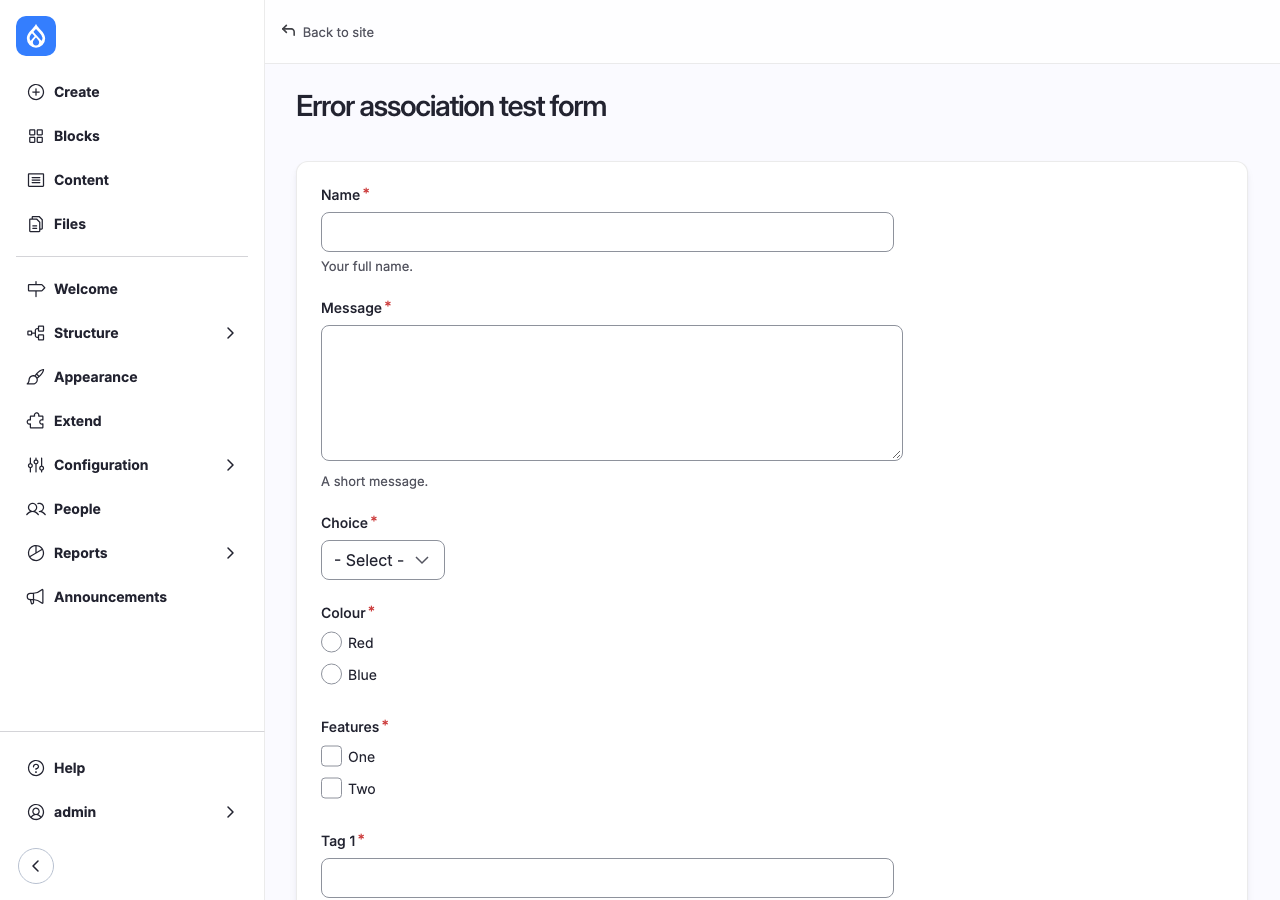 Create
Blocks
Content
Files
Welcome
Structure
Appearance
Extend
Configuration
People
Reports
Announcements
Help
admin
Back to site
Error association test form
Name*
Your full name.
Message*
A short message.
Choice*
- Select -
Colour*
Red
Blue
Features*
One
Two
Tag 1*